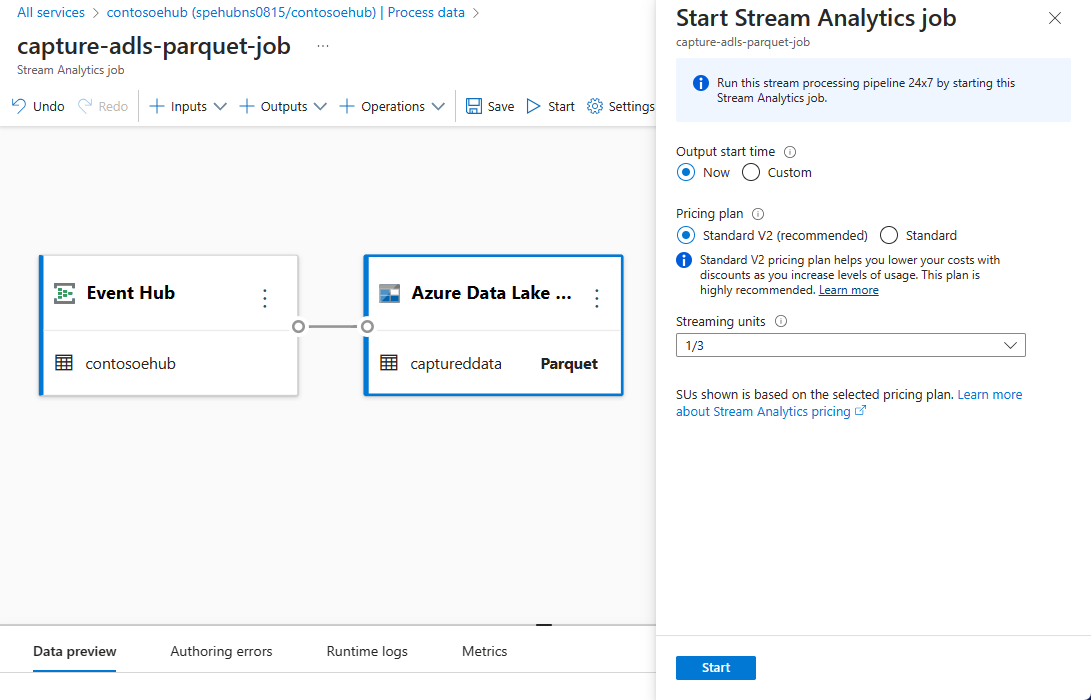 All services > contosoehub (spehubns0815/contosoehub) | Process data >
capture-adls-parquet-job ...
Stream Analytics job
Undo Redo Inputs Outputs Operations Save Start Settings
Event Hub
contosoehub
Azure Data Lake ...
captureddata Parquet
Data preview Authoring errors Runtime logs Metrics
Start Stream Analytics job
capture-adls-parquet-job
Run this stream processing pipeline 24x7 by starting this
Stream Analytics job.
Output start time
Now Custom
Pricing plan
Standard V2 (recommended) Standard
Standard V2 pricing plan helps you lower your costs with
discounts as you increase levels of usage. This plan is
highly recommended. Learn more
Streaming units
1/3
SUs shown is based on the selected pricing plan. Learn more
about Stream Analytics pricing
Start